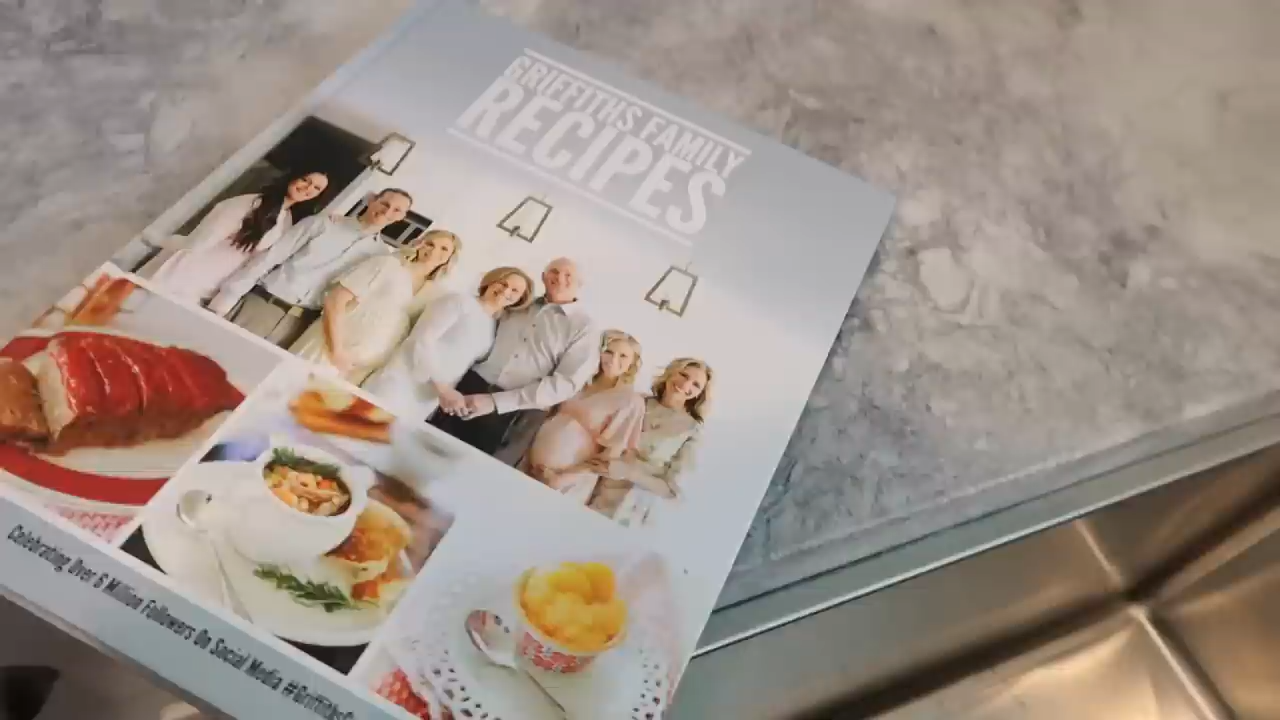 GRIFFITHS FAMILY
RECIPES
Celebrating Over 6 Million Followers On Social Media